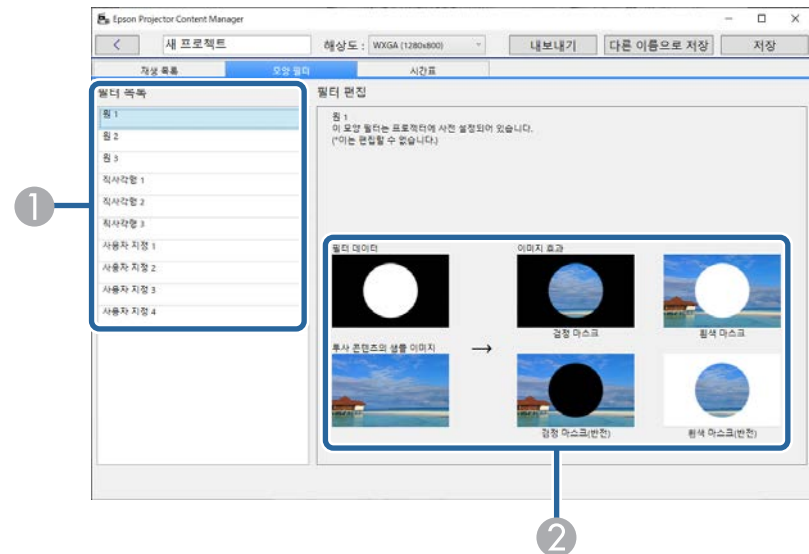 Epson Projector Content Manager
새 프로젝트
해상도 : WXGA (1280x800)
내보내기
다른 이름으로 저장
저장
재생 목록
모양 필터
시간표
필터 목록
원 1
원 2
원 3
직사각형 1
직사각형 2
직사각형 3
사용자 지정 1
사용자 지정 2
사용자 지정 3
사용자 지정 4
필터 편집
원 1
이 모양 필터는 프로젝터에 사전 설정되어 있습니다.
(*이는 편집할 수 없습니다.)
필터 데이터
이미지 효과
검정 마스크
흰색 마스크
투사 콘텐츠의 샘플 이미지
→
검정 마스크(반전)
흰색 마스크(반전)
1
2